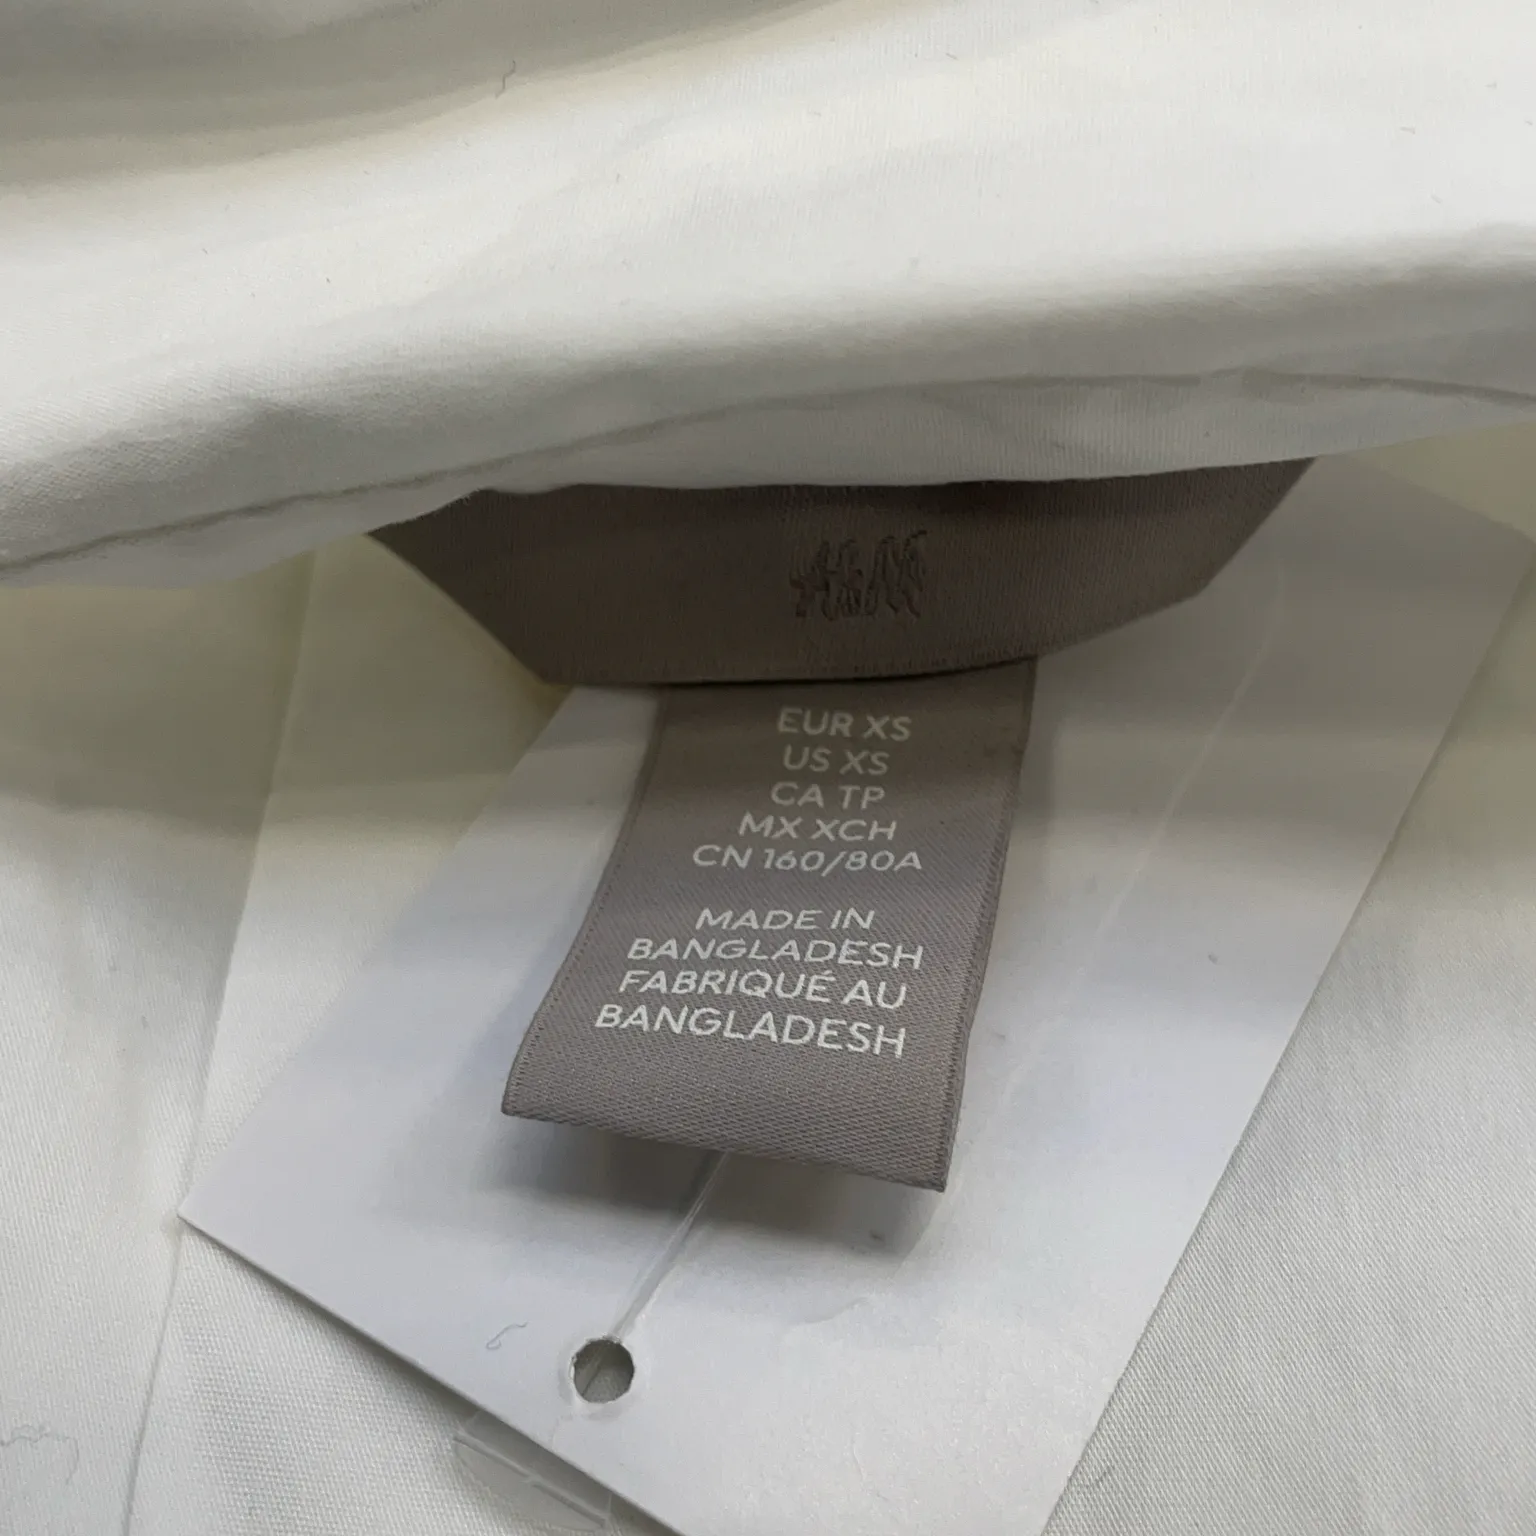 H&M
EUR XS
US XS
CA TP
MX XCH
CN 160/80A
MADE IN
BANGLADESH
FABRIQUÉ AU
BANGLADESH